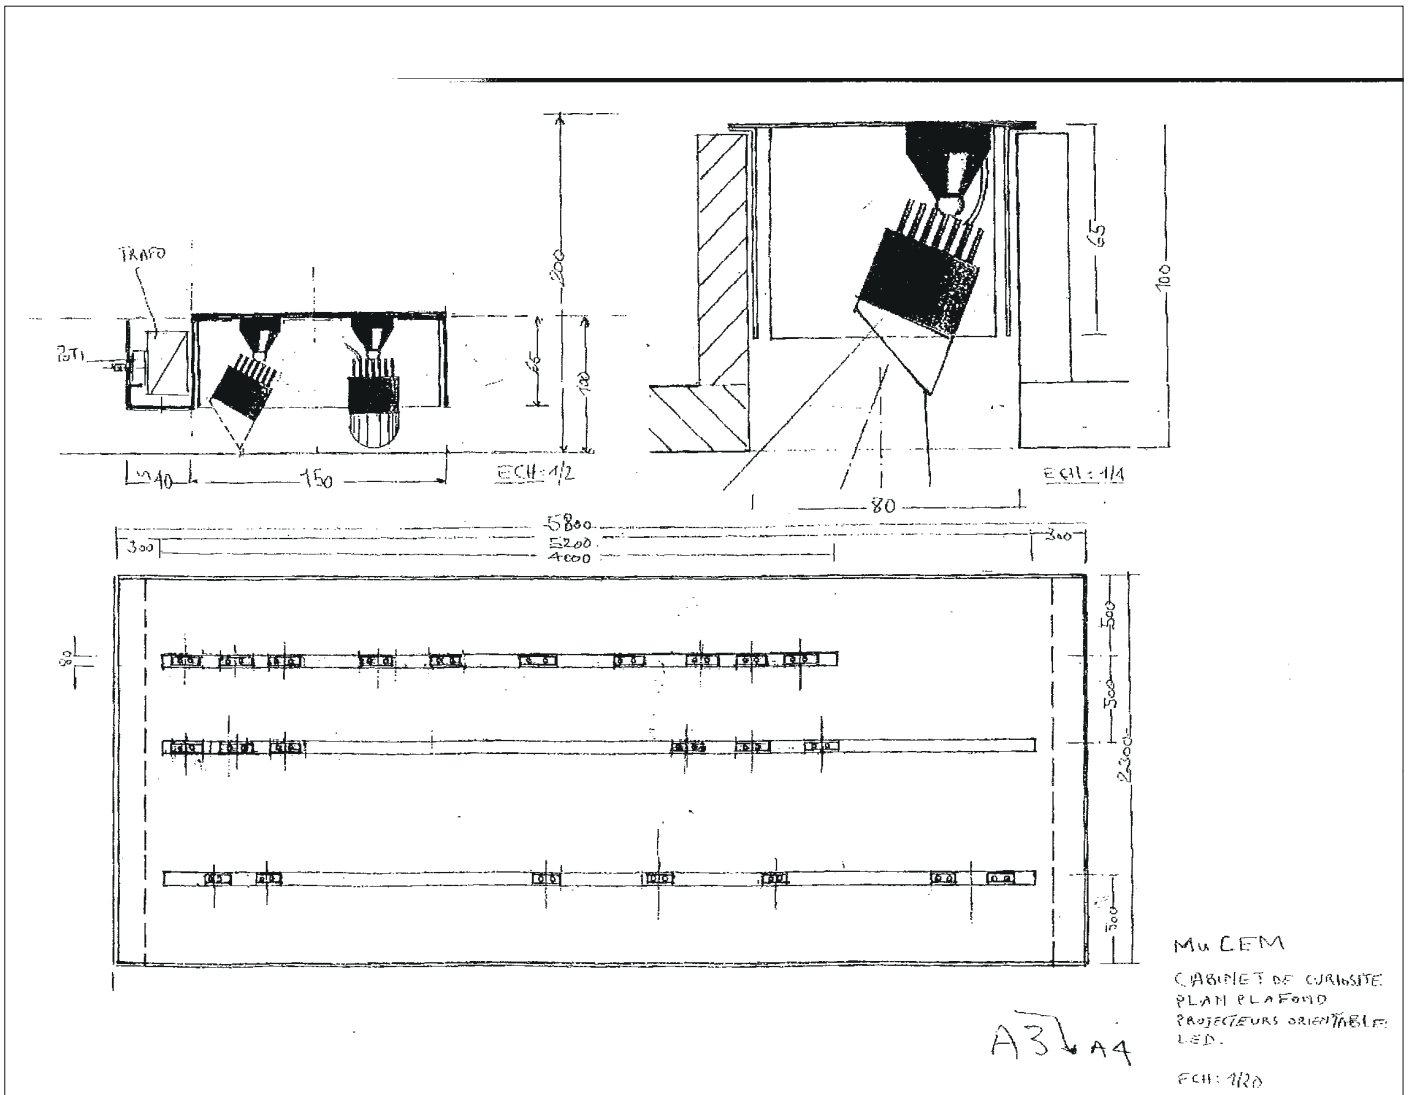 TRAFO
POTI
200
65
100
~40
150
ECH: 1/2
65
100
80
ECH: 1/1
5800
300
5200
300
4000
80
500
500
2300
500
MuCEM
CABINET DE CURIOSITE
PLAN PLAFOND
PROJECTEURS ORIENTABLE
LED.
A3 A4
ECH: 1/20